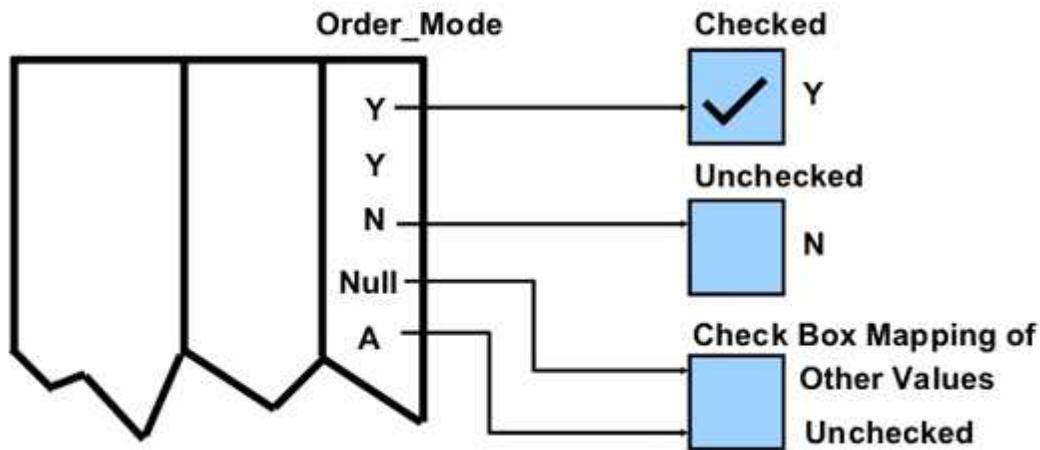 Order_Mode
Checked
Y
Y
Y
Unchecked
N
N
Null
A
Check Box Mapping of
Other Values
Unchecked